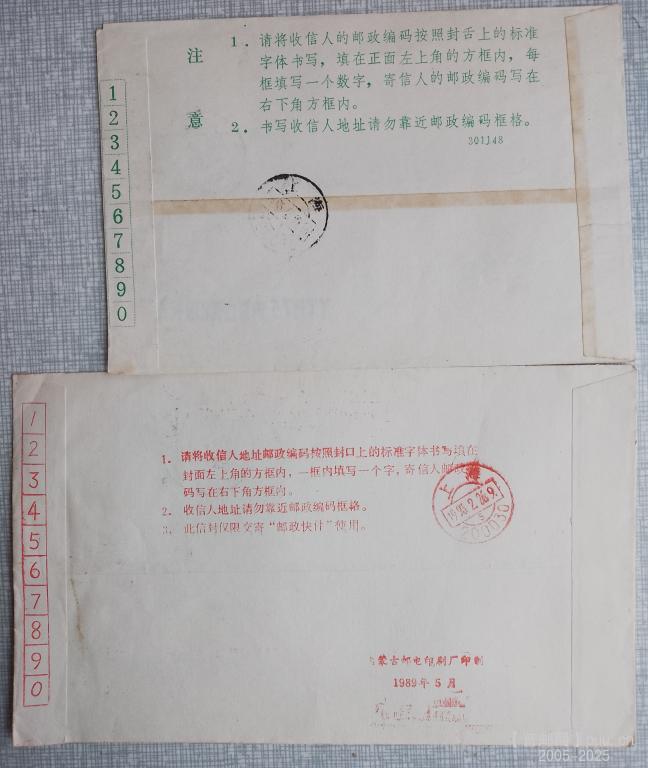 注意
1. 请将收信人的邮政编码按照封舌上的标准
字体书写，填在正面左上角的方框内，每
框填写一个数字，寄信人的邮政编码写在
右下角方框内。
2. 书写收信人地址请勿靠近邮政编码框格。
301J48
1
2
3
4
5
6
7
8
9
0
上海
1
2
3
4
5
6
7
8
9
0
1. 请将收信人地址邮政编码按照封口上的标准字体书写填在
封面左上角的方框内，一框内填写一个字，寄信人邮政
码写在右下角方框内。
2. 收信人地址请勿靠近邮政编码框格。
3. 此信封仅限交寄“邮政快件”使用。
上海
200030
蒙古邮电印刷厂印制
1989年5月
2005-2025